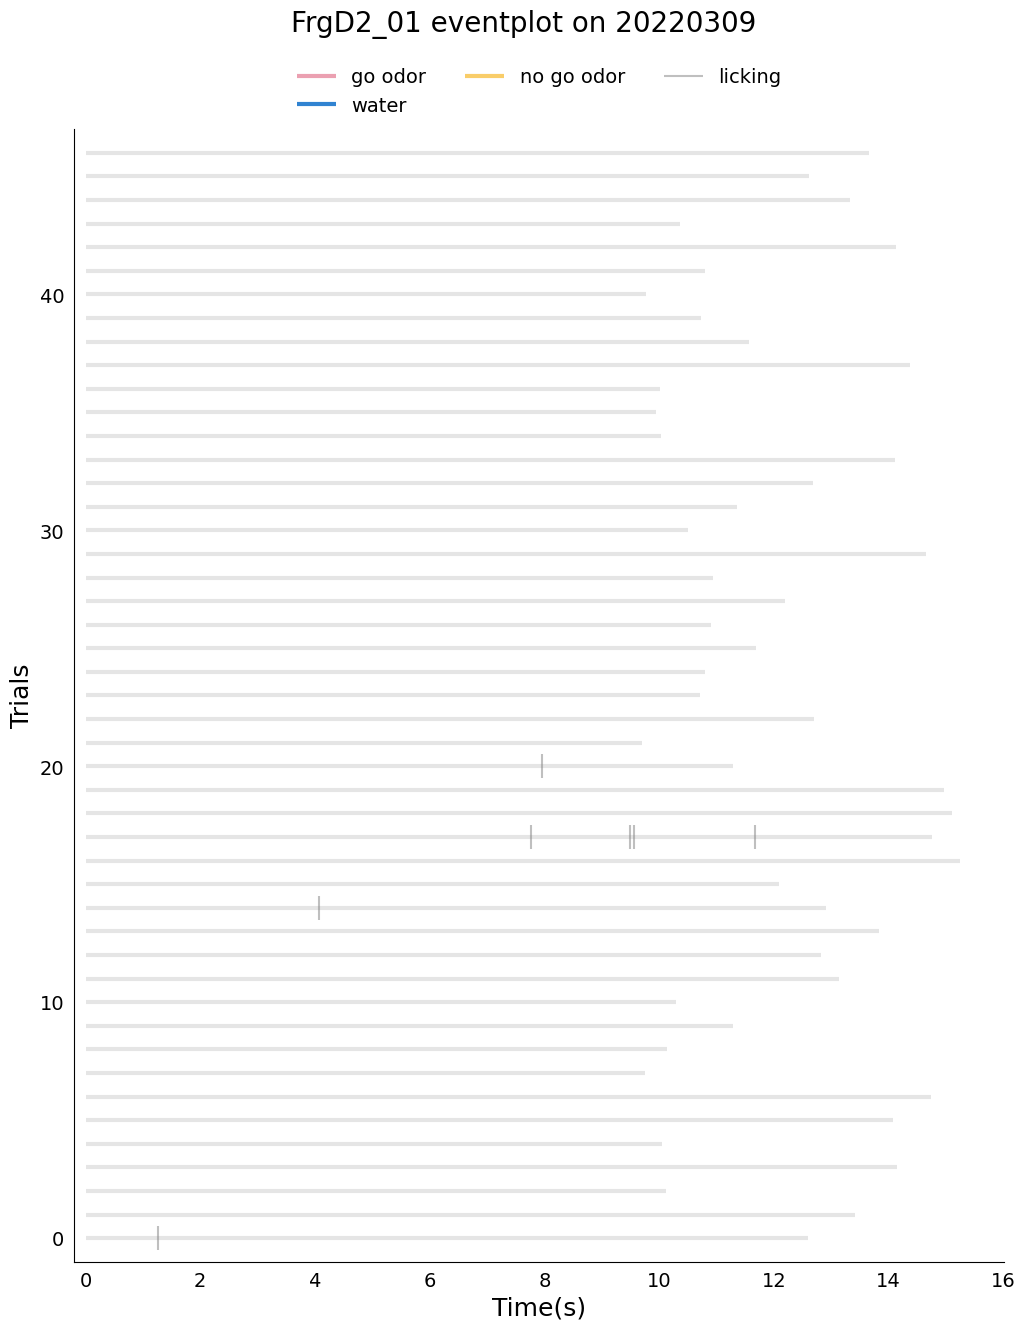 FrgD2_01 eventplot on 20220309
go odor no go odor licking
water
40
30
Trials
20
10
0
0 2 4 6 8 10 12 14 16
Time(s)